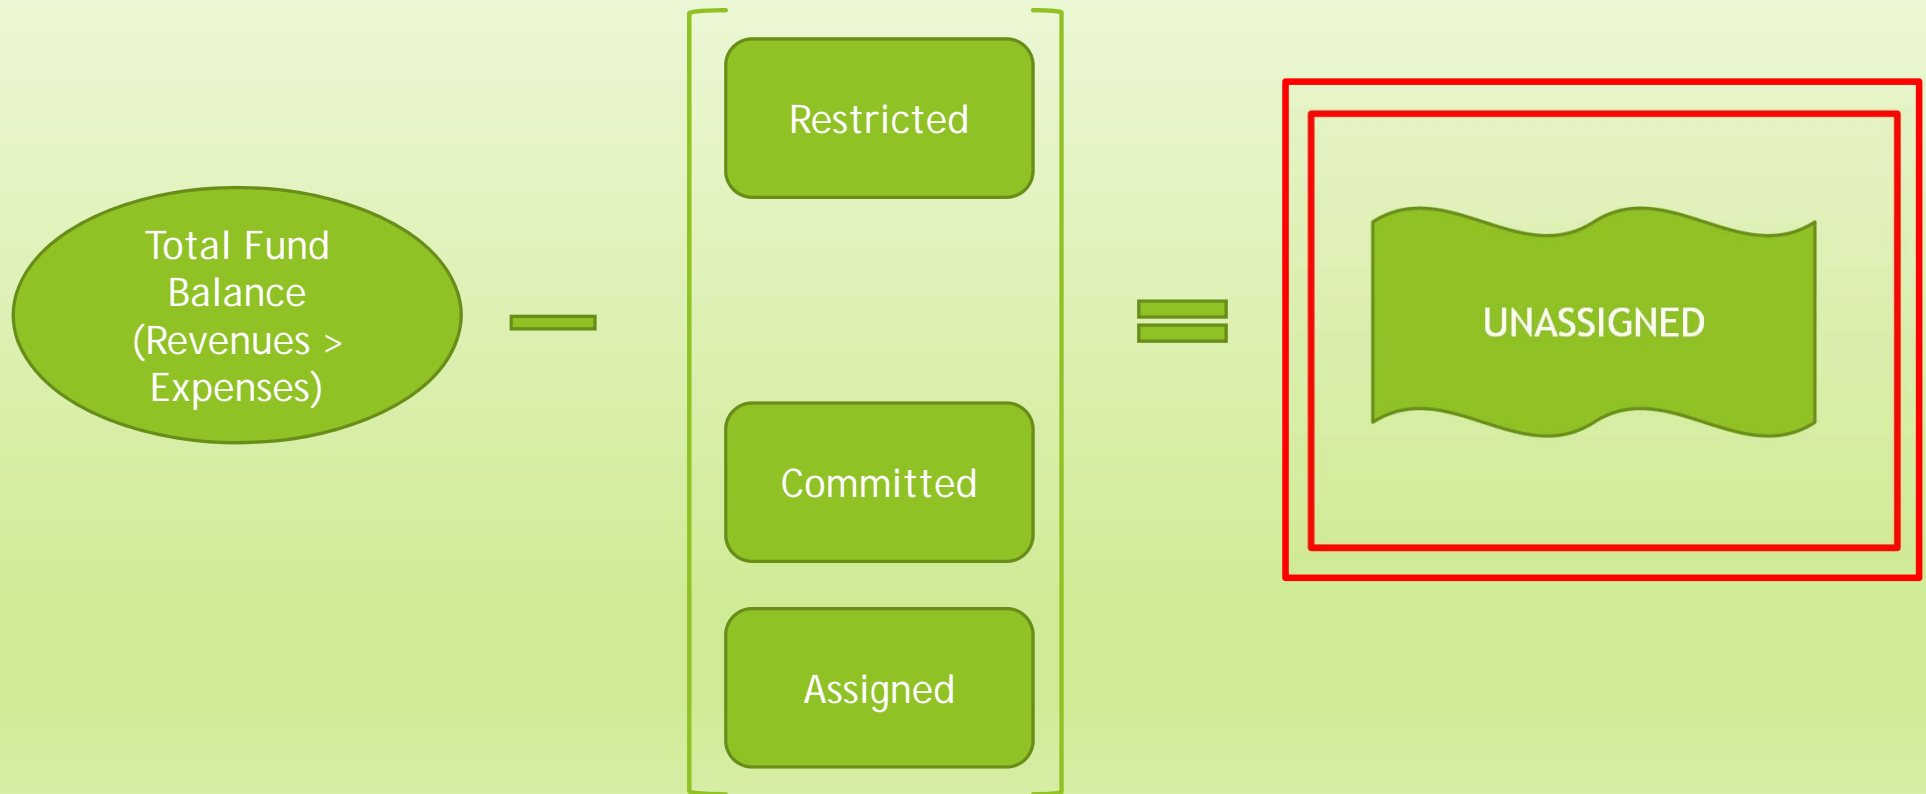 Total Fund
Balance
(Revenues >
Expenses)
Restricted
Committed
Assigned
UNASSIGNED